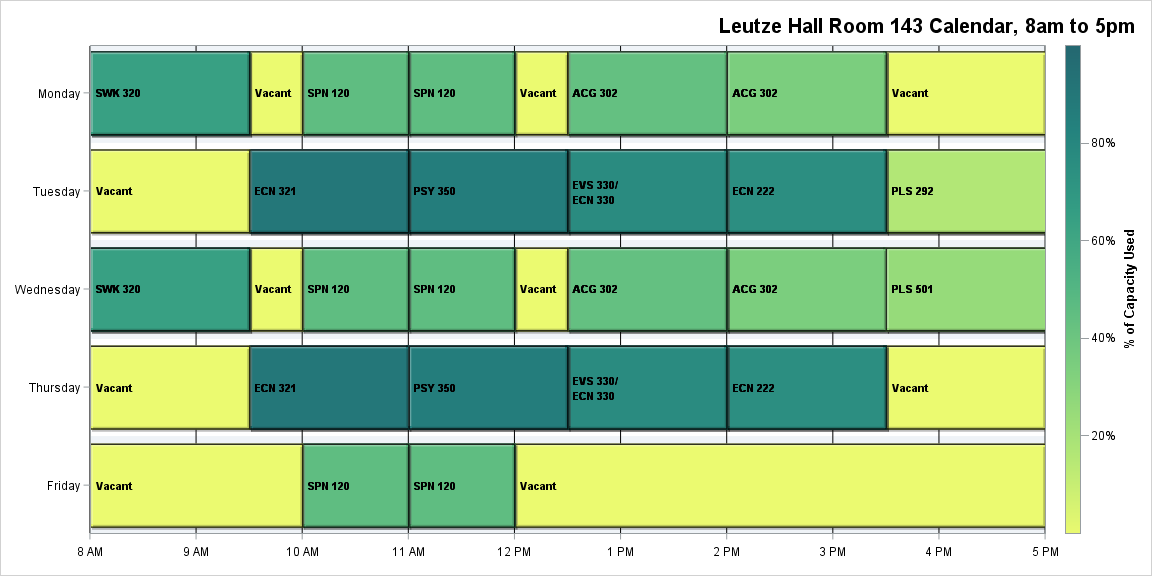 Leutze Hall Room 143 Calendar, 8am to 5pm
Monday
SWK 320
Vacant
SPN 120
SPN 120
Vacant
ACG 302
ACG 302
Vacant
Tuesday
Vacant
ECN 321
PSY 350
EVS 330/
ECN 330
ECN 222
PLS 292
Wednesday
SWK 320
Vacant
SPN 120
SPN 120
Vacant
ACG 302
ACG 302
PLS 501
Thursday
Vacant
ECN 321
PSY 350
EVS 330/
ECN 330
ECN 222
Vacant
Friday
Vacant
SPN 120
SPN 120
Vacant
8 AM
9 AM
10 AM
11 AM
12 PM
1 PM
2 PM
3 PM
4 PM
5 PM
80%
60%
40%
20%
% of Capacity Used